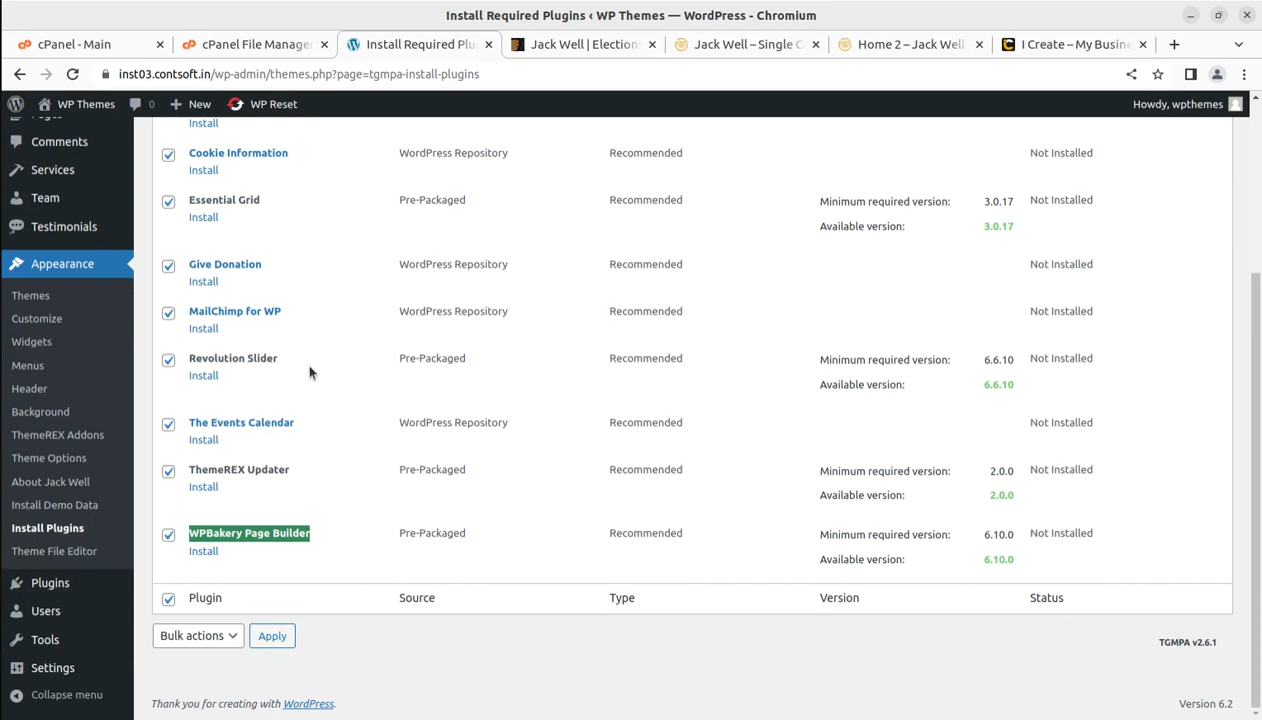 Install Required Plugins ‹ WP Themes — WordPress - Chromium
cPanel - Main
cPanel File Manager
Install Required Plu
Jack Well | Election
Jack Well – Single C
Home 2 – Jack Well
I Create – My Busine
inst03.contsoft.in/wp-admin/themes.php?page=tgmpa-install-plugins
WP Themes 0 New WP Reset Howdy, wpthemes
Comments
Services
Team
Testimonials
Appearance
Themes
Customize
Widgets
Menus
Header
Background
ThemeREX Addons
Theme Options
About Jack Well
Install Demo Data
Install Plugins
Theme File Editor
Plugins
Users
Tools
Settings
Collapse menu
Install
Cookie Information WordPress Repository Recommended Not Installed
Install
Essential Grid Pre-Packaged Recommended Minimum required version: 3.0.17 Not Installed
Install
Available version: 3.0.17
Give Donation WordPress Repository Recommended Not Installed
Install
MailChimp for WP WordPress Repository Recommended Not Installed
Install
Revolution Slider Pre-Packaged Recommended Minimum required version: 6.6.10 Not Installed
Install
Available version: 6.6.10
The Events Calendar WordPress Repository Recommended Not Installed
Install
ThemeREX Updater Pre-Packaged Recommended Minimum required version: 2.0.0 Not Installed
Install
Available version: 2.0.0
WPBakery Page Builder Pre-Packaged Recommended Minimum required version: 6.10.0 Not Installed
Install
Available version: 6.10.0
Plugin Source Type Version Status
Bulk actions Apply
TGMPA v2.6.1
Thank you for creating with WordPress. Version 6.2